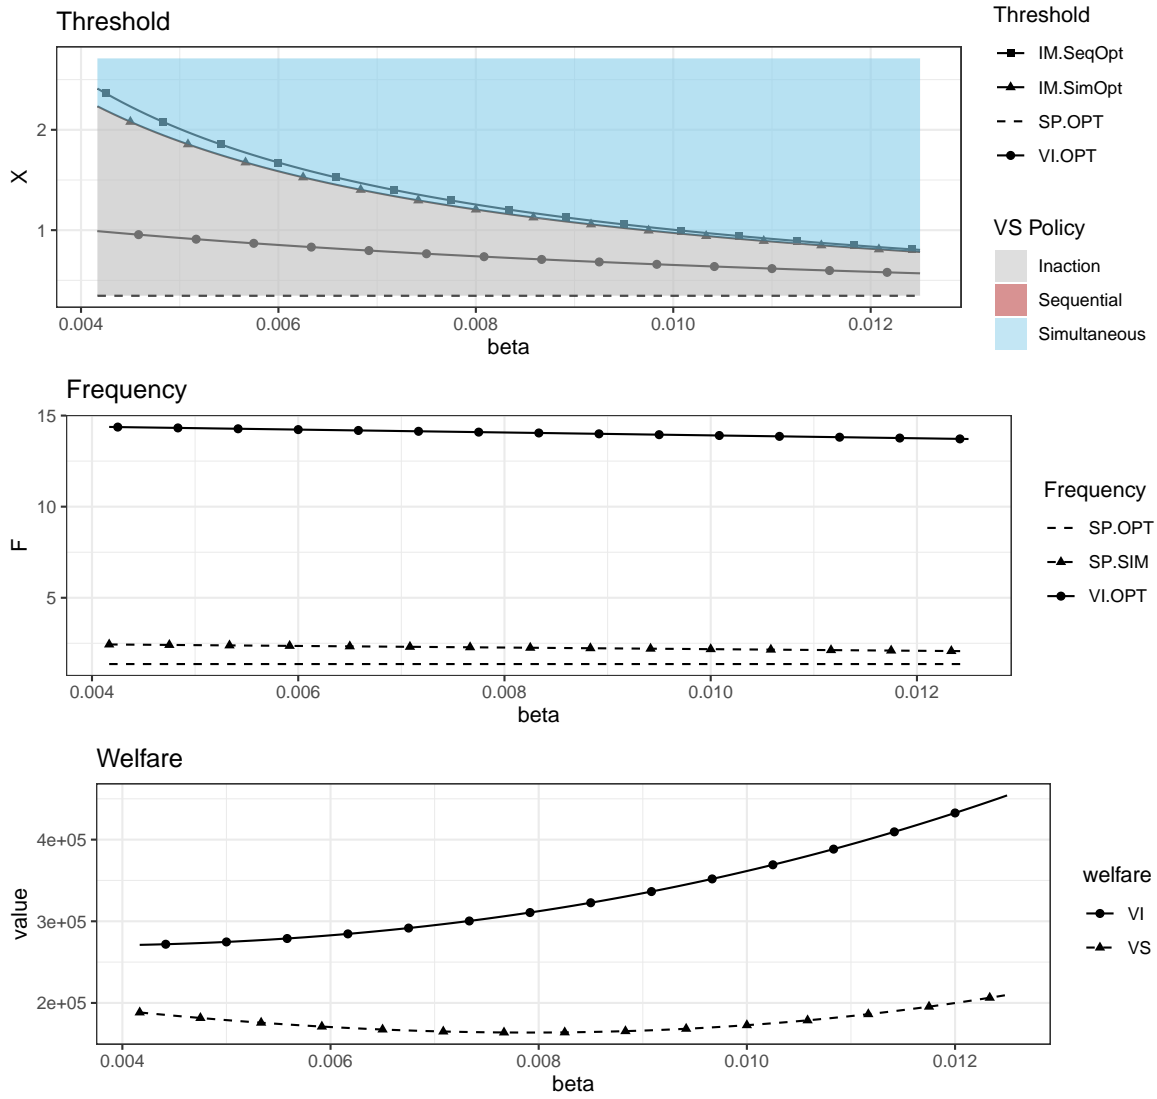 Threshold
X
2
1
0.004 0.006 0.008 0.010 0.012
beta
Threshold
IM.SeqOpt
IM.SimOpt
SP.OPT
VI.OPT
VS Policy
Inaction
Sequential
Simultaneous
Frequency
F
15
10
5
0.004 0.006 0.008 0.010 0.012
beta
Frequency
SP.OPT
SP.SIM
VI.OPT
Welfare
value
4e+05
3e+05
2e+05
0.004 0.006 0.008 0.010 0.012
beta
welfare
VI
VS